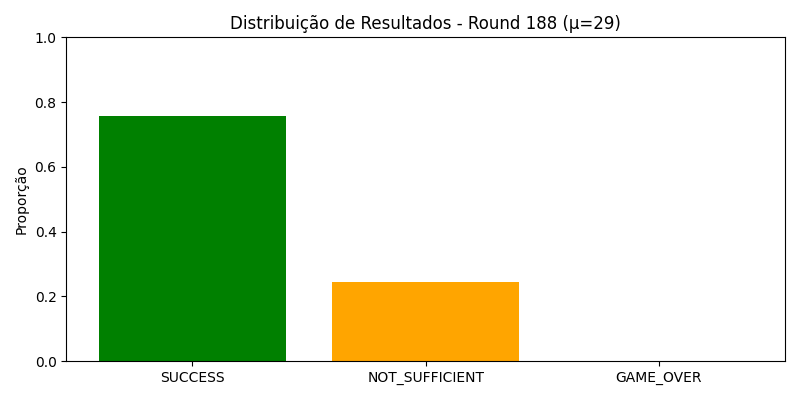 Distribuição de Resultados - Round 188 (μ=29)
1.0
0.8
0.6
0.4
0.2
0.0
Proporção
SUCCESS
NOT_SUFFICIENT
GAME_OVER